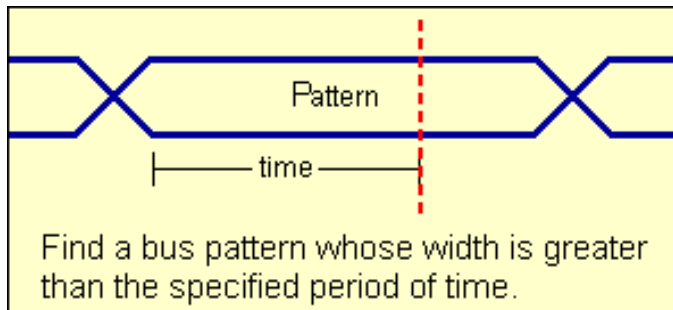 Pattern
time
Find a bus pattern whose width is greater
than the specified period of time.